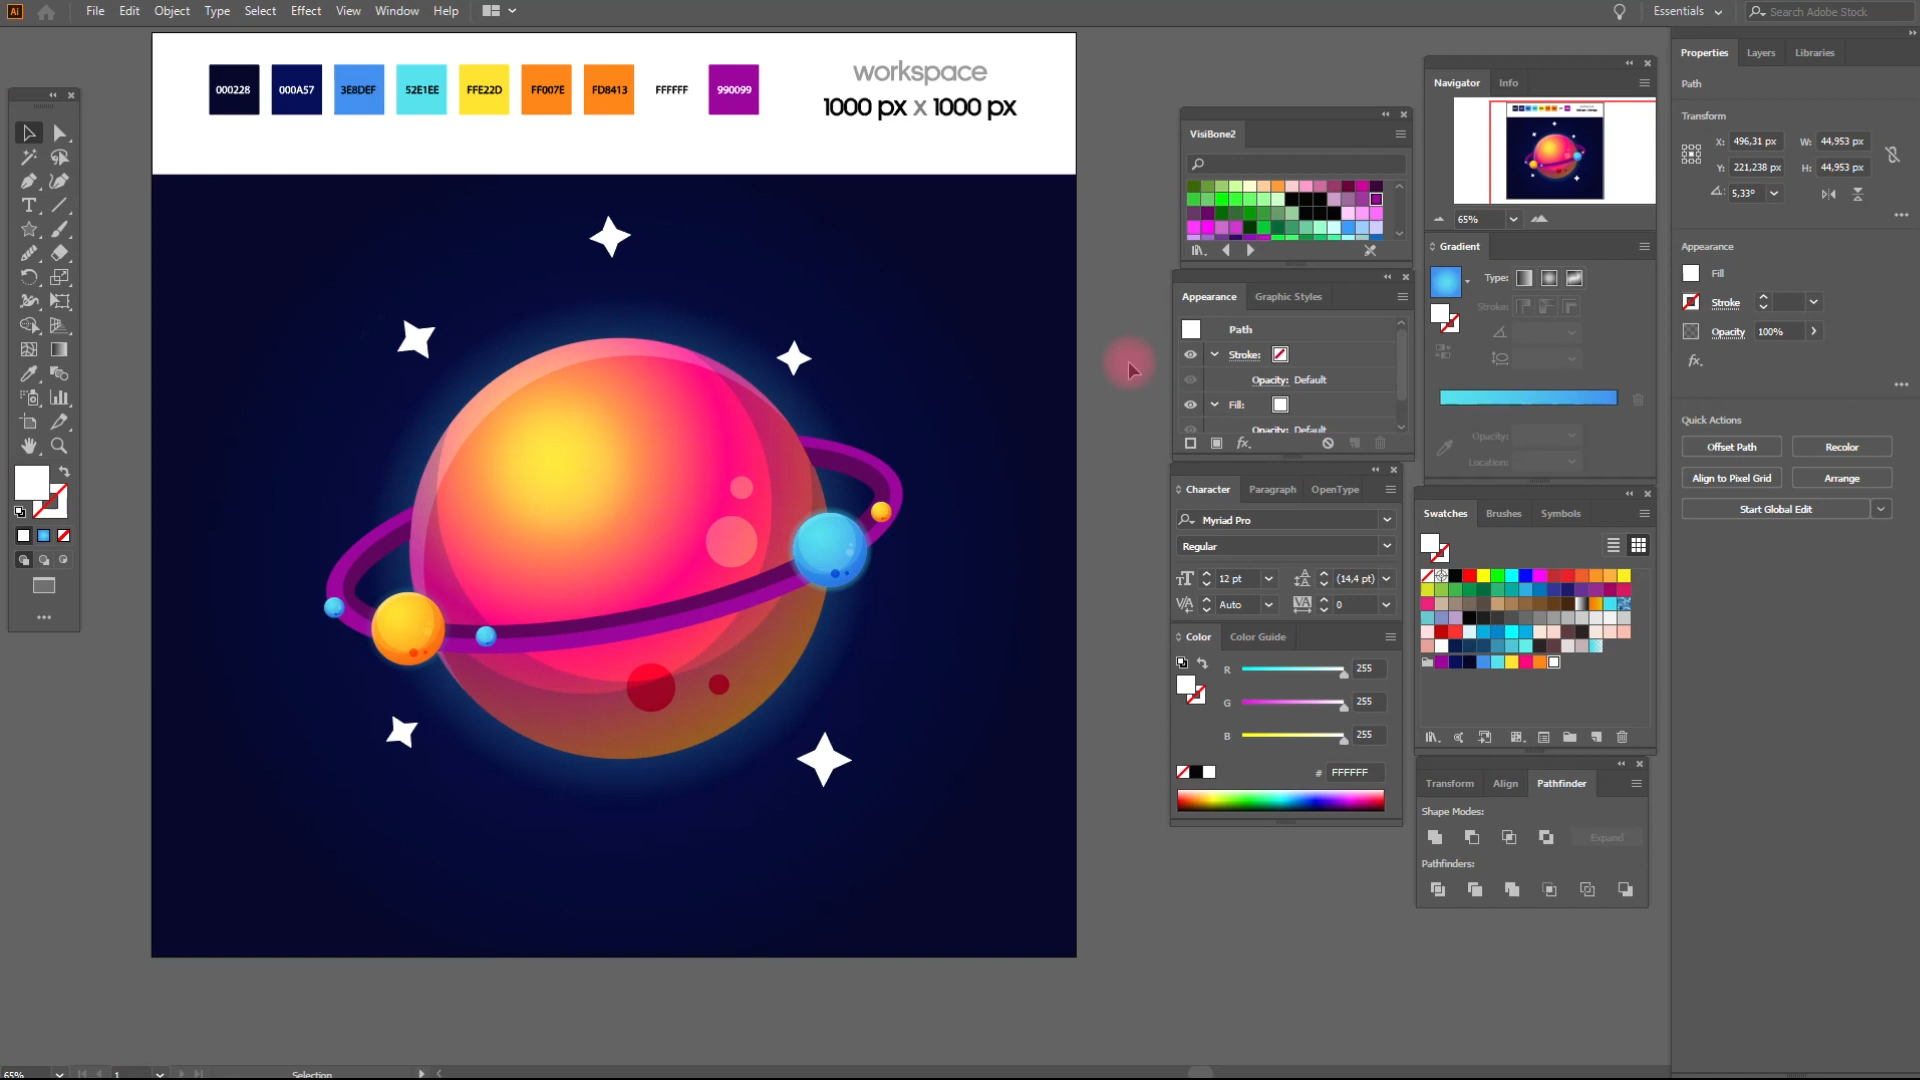 Ai File Edit Object Type Select Effect View Window Help Essentials Search Adobe Stock
000228 000A57 3E8DEF 52E1EE FFE22D FF007E FD8413 FFFFFF 990099
workspace
1000 px x 1000 px
VisiBone2
Appearance Graphic Styles
Path
Stroke:
Opacity: Default
Fill:
Opacity: Default
Character Paragraph OpenType
Myriad Pro
Regular
12 pt (14,4 pt)
Auto 0
Color Color Guide
R 255
G 255
B 255
# FFFFFF
Navigator Info
65%
Gradient
Type:
Stroke:
Opacity:
Location:
Swatches Brushes Symbols
Transform Align Pathfinder
Shape Modes:
Expand
Pathfinders:
Properties Layers Libraries
Path
Transform
X: 496,31 px W: 44,953 px
Y: 221,238 px H: 44,953 px
5,33°
Appearance
Fill
Stroke
Opacity 100%
fx.
Quick Actions
Offset Path Recolor
Align to Pixel Grid Arrange
Start Global Edit
65% 1 Selection